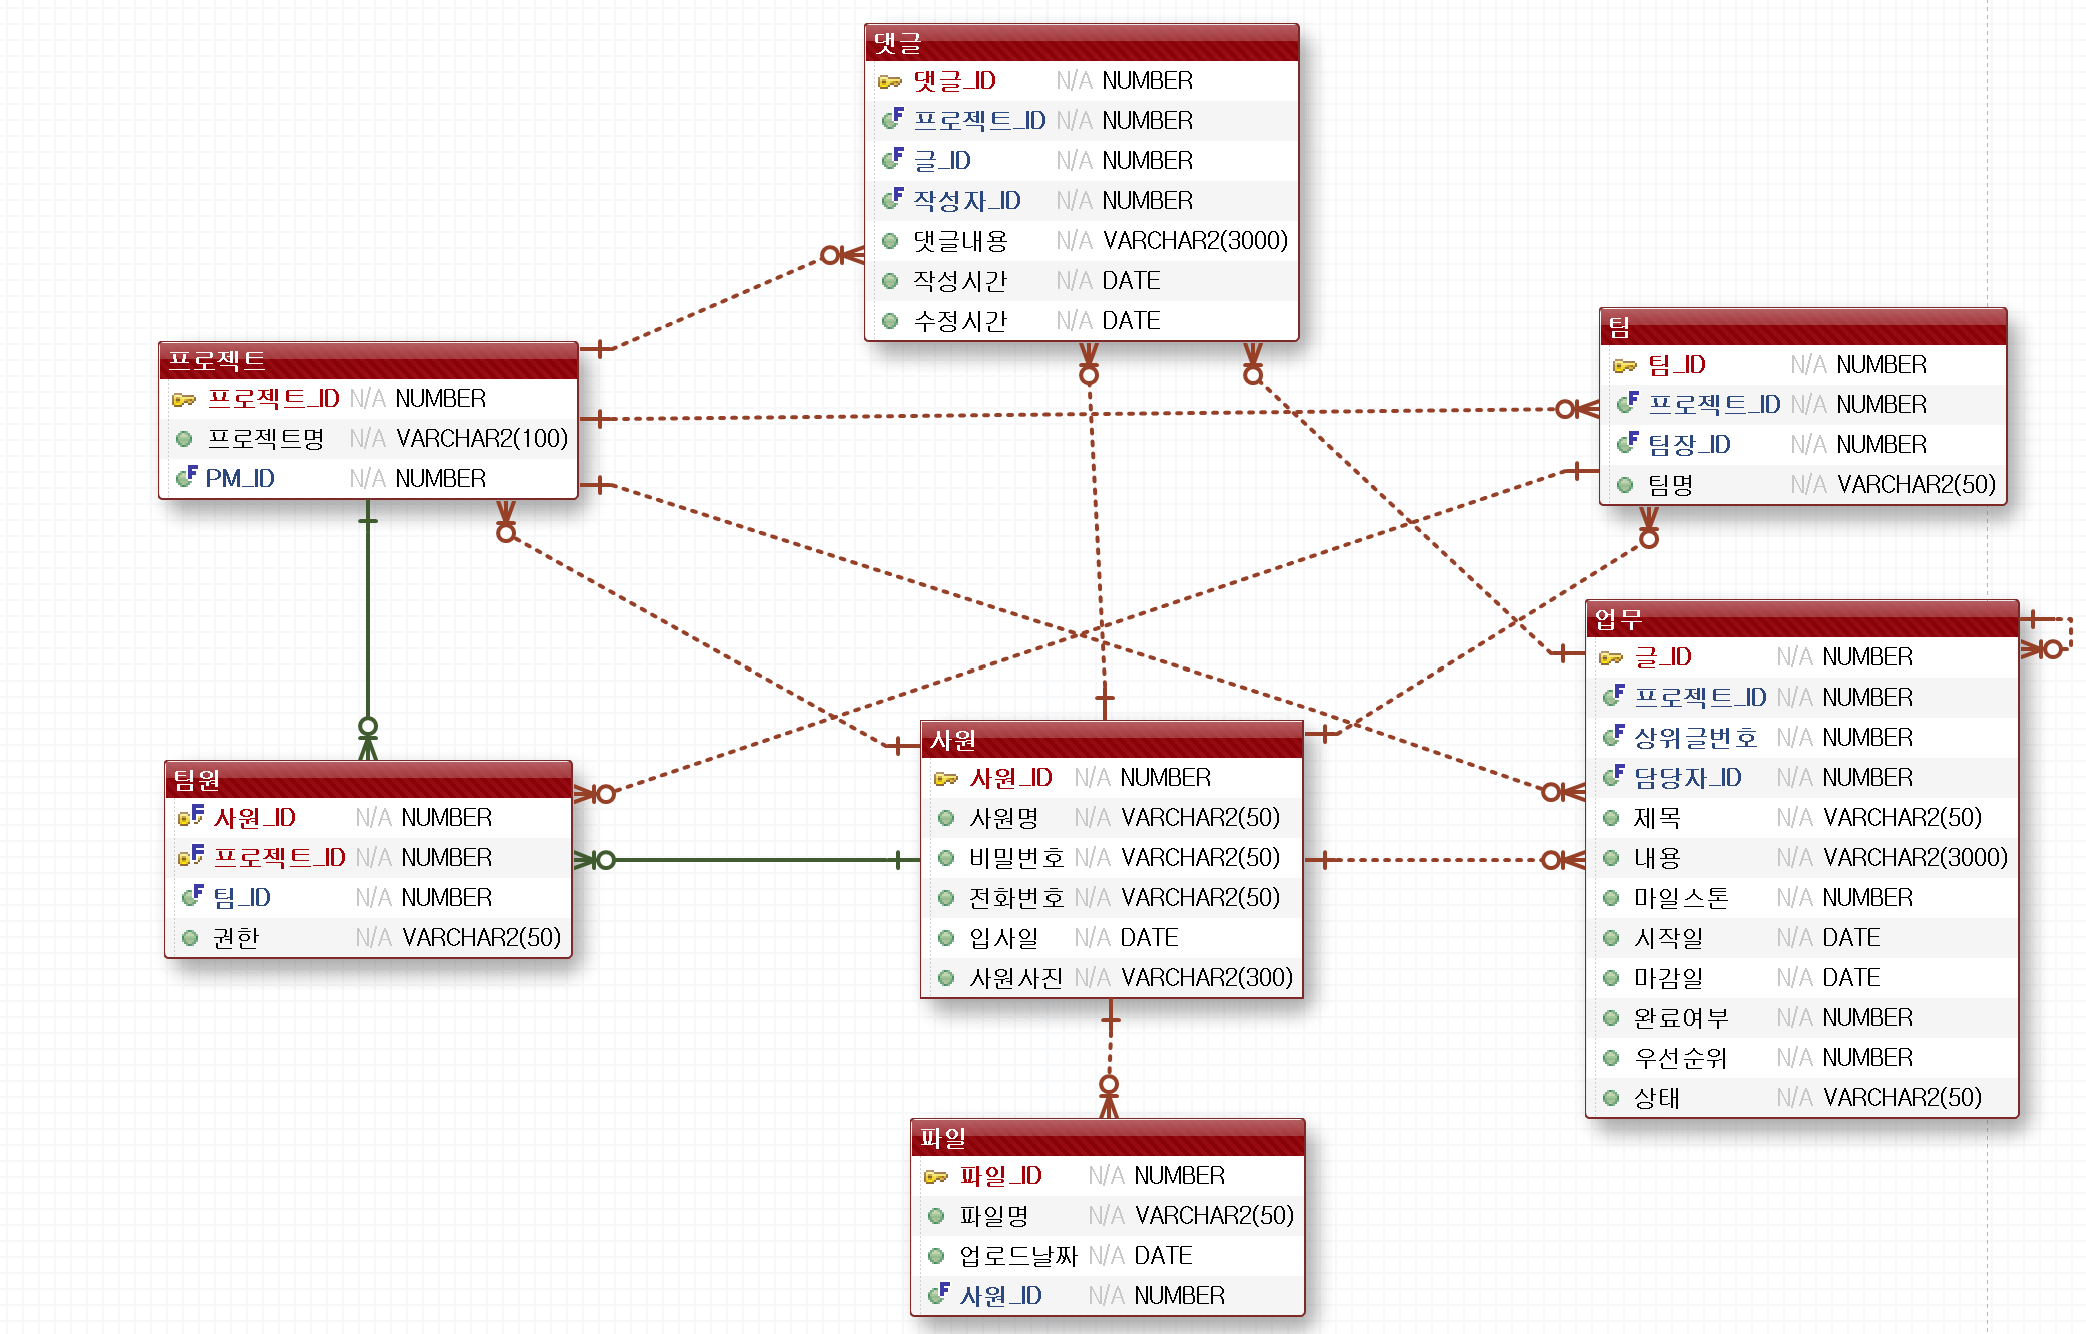 댓글
댓글_ID N/A NUMBER
프로젝트_ID N/A NUMBER
글_ID N/A NUMBER
작성자_ID N/A NUMBER
댓글내용 N/A VARCHAR2(3000)
작성시간 N/A DATE
수정시간 N/A DATE
프로젝트
프로젝트_ID N/A NUMBER
프로젝트명 N/A VARCHAR2(100)
PM_ID N/A NUMBER
팀
팀_ID N/A NUMBER
프로젝트_ID N/A NUMBER
팀장_ID N/A NUMBER
팀명 N/A VARCHAR2(50)
업무
글_ID N/A NUMBER
프로젝트_ID N/A NUMBER
상위글번호 N/A NUMBER
담당자_ID N/A NUMBER
제목 N/A VARCHAR2(50)
내용 N/A VARCHAR2(3000)
마일스톤 N/A NUMBER
시작일 N/A DATE
마감일 N/A DATE
완료여부 N/A NUMBER
우선순위 N/A NUMBER
상태 N/A VARCHAR2(50)
팀원
사원_ID N/A NUMBER
프로젝트_ID N/A NUMBER
팀_ID N/A NUMBER
권한 N/A VARCHAR2(50)
사원
사원_ID N/A NUMBER
사원명 N/A VARCHAR2(50)
비밀번호 N/A VARCHAR2(50)
전화번호 N/A VARCHAR2(50)
입사일 N/A DATE
사원사진 N/A VARCHAR2(300)
파일
파일_ID N/A NUMBER
파일명 N/A VARCHAR2(50)
업로드날짜 N/A DATE
사원_ID N/A NUMBER